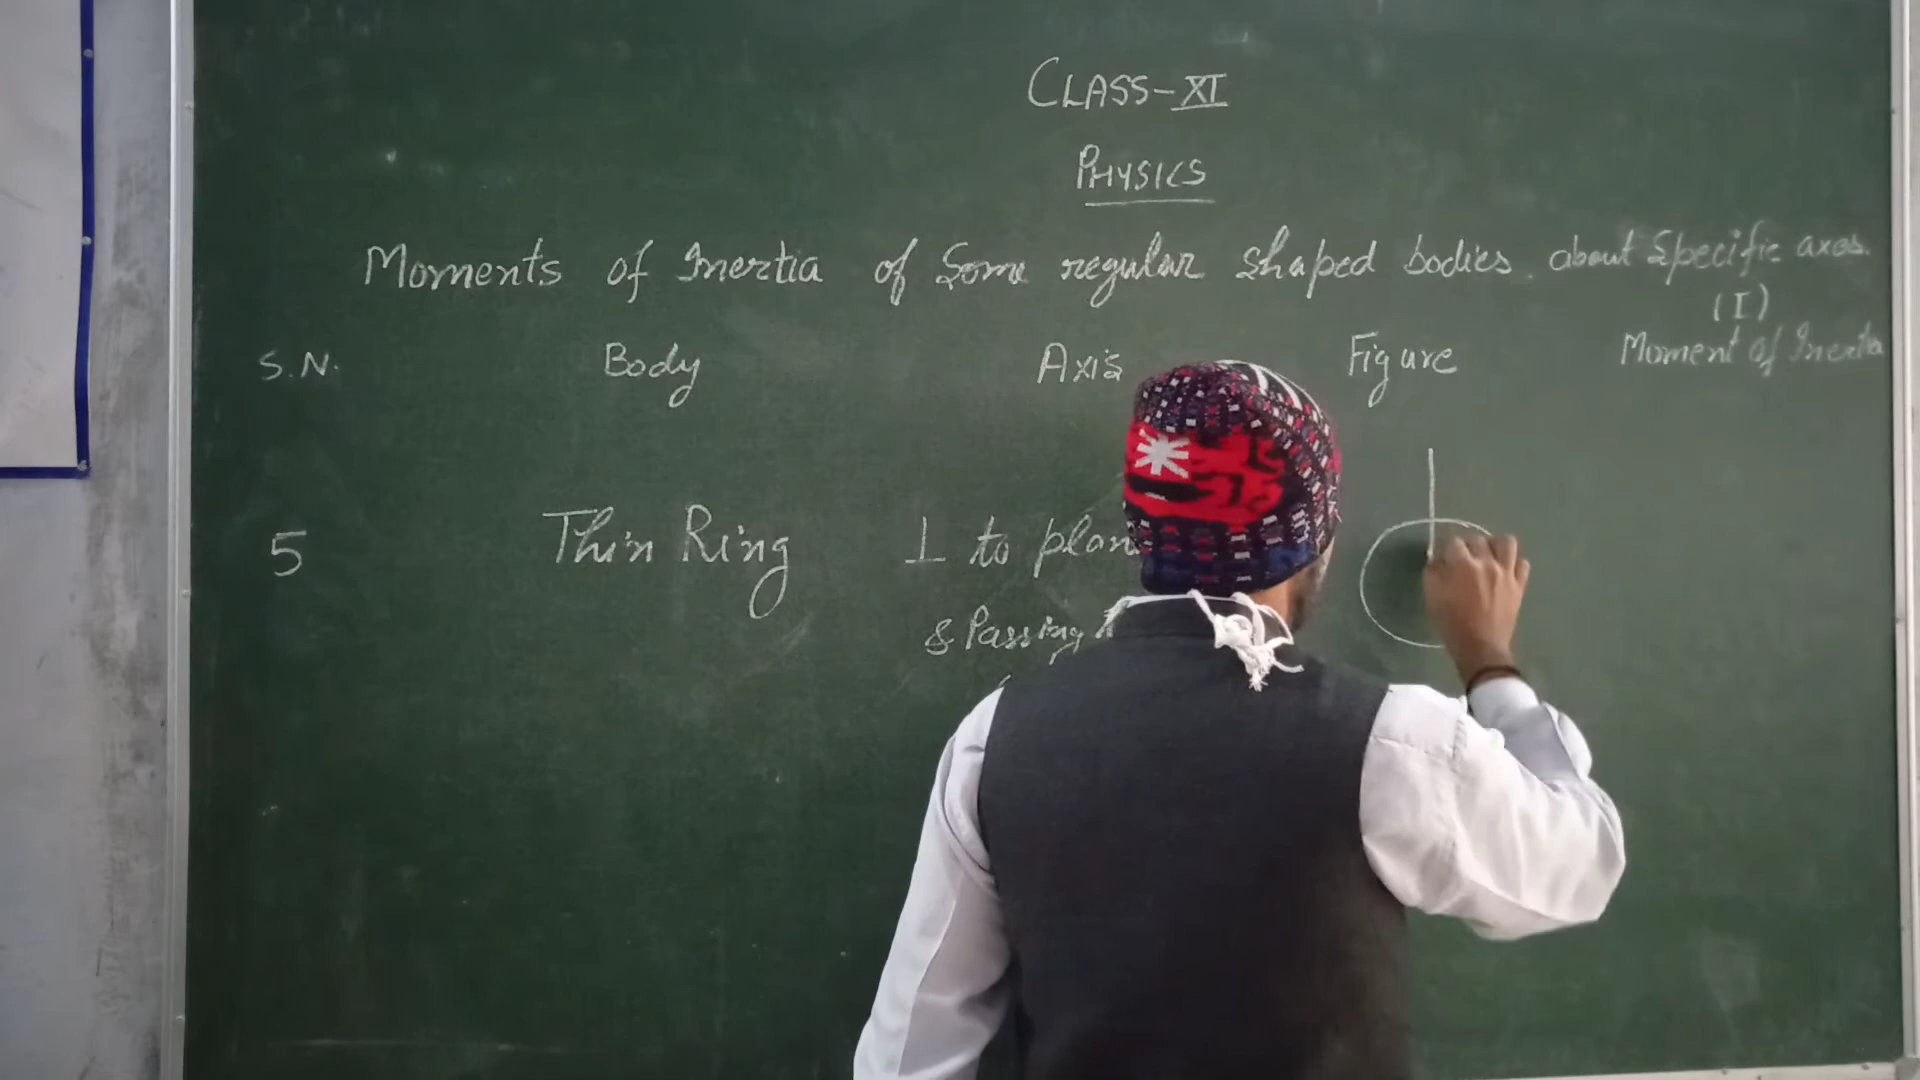 CLASS-XI
PHYSICS
Moments of Inertia of Some regular shaped bodies about Specific axes.
(I)
S.N. Body Axis Figure Moment of Inertia
5 Thin Ring ⊥ to plan
& Passing